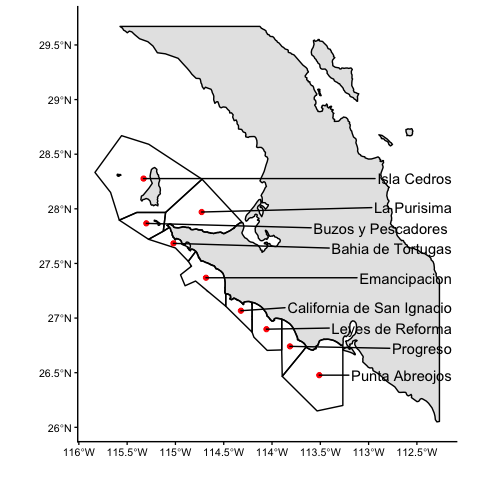 29.5°N
29°N
28.5°N
Isla Cedros
28°N
La Purisima
Buzos y Pescadores
Bahia de Tortugas
27.5°N
Emancipacion
27°N
California de San Ignacio
Leyes de Reforma
26.5°N
Progreso
Punta Abreojos
26°N
116°W 115.5°W 115°W 114.5°W 114°W 113.5°W 113°W 112.5°W